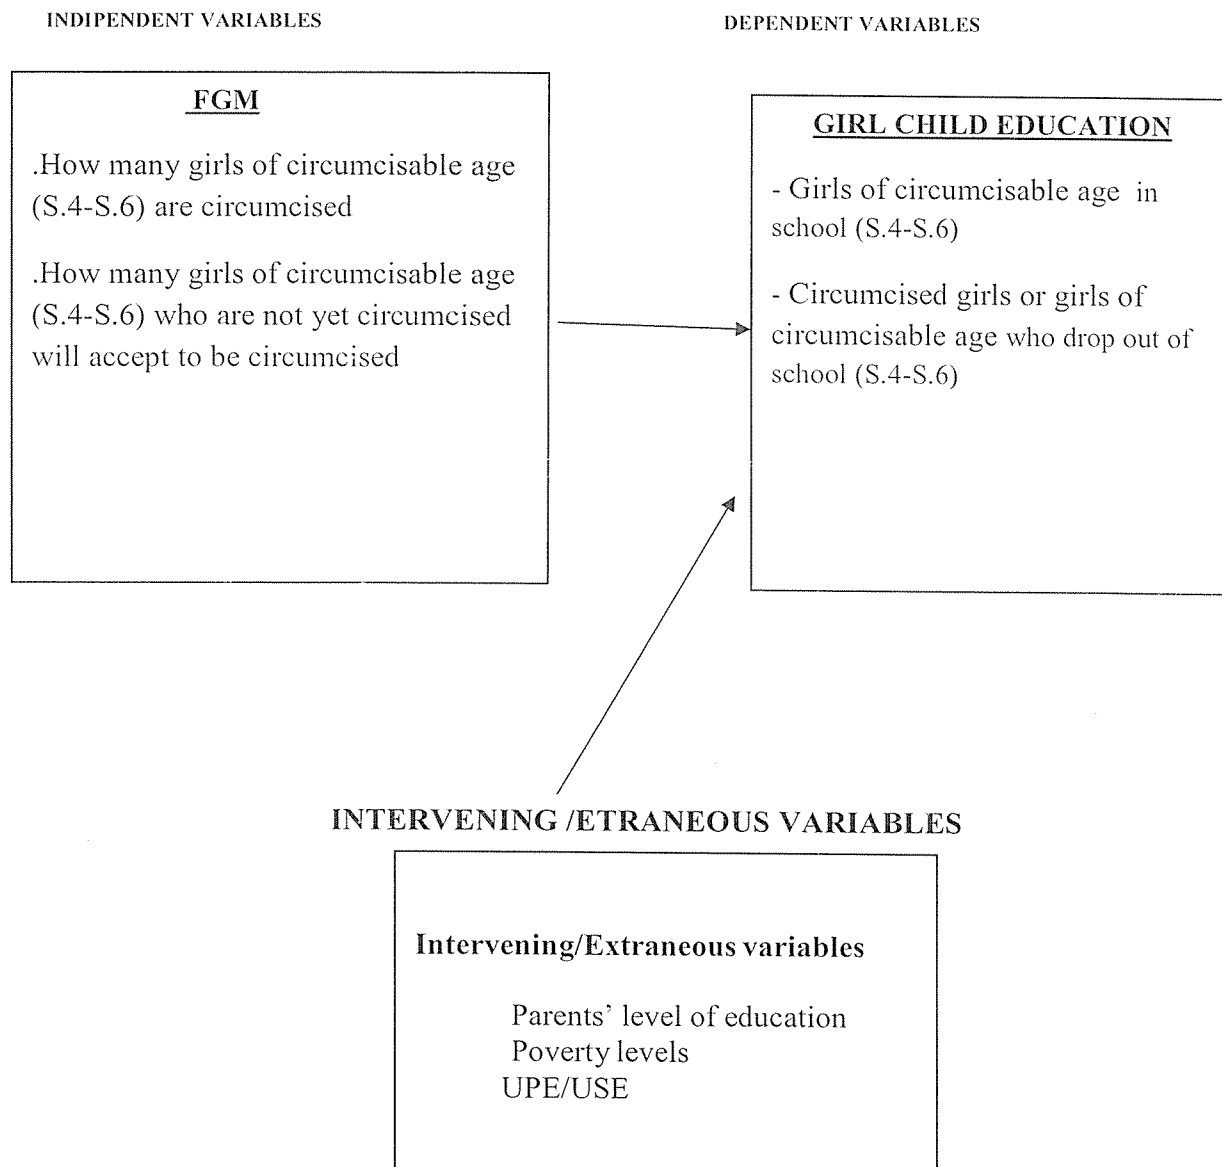 INDIPENDENT VARIABLES
DEPENDENT VARIABLES
FGM
.How many girls of circumcisable age
(S.4-S.6) are circumcised
.How many girls of circumcisable age
(S.4-S.6) who are not yet circumcised
will accept to be circumcised
GIRL CHILD EDUCATION
- Girls of circumcisable age in
school (S.4-S.6)
- Circumcised girls or girls of
circumcisable age who drop out of
school (S.4-S.6)
INTERVENING /ETRANEOUS VARIABLES
Intervening/Extraneous variables
Parents’ level of education
Poverty levels
UPE/USE